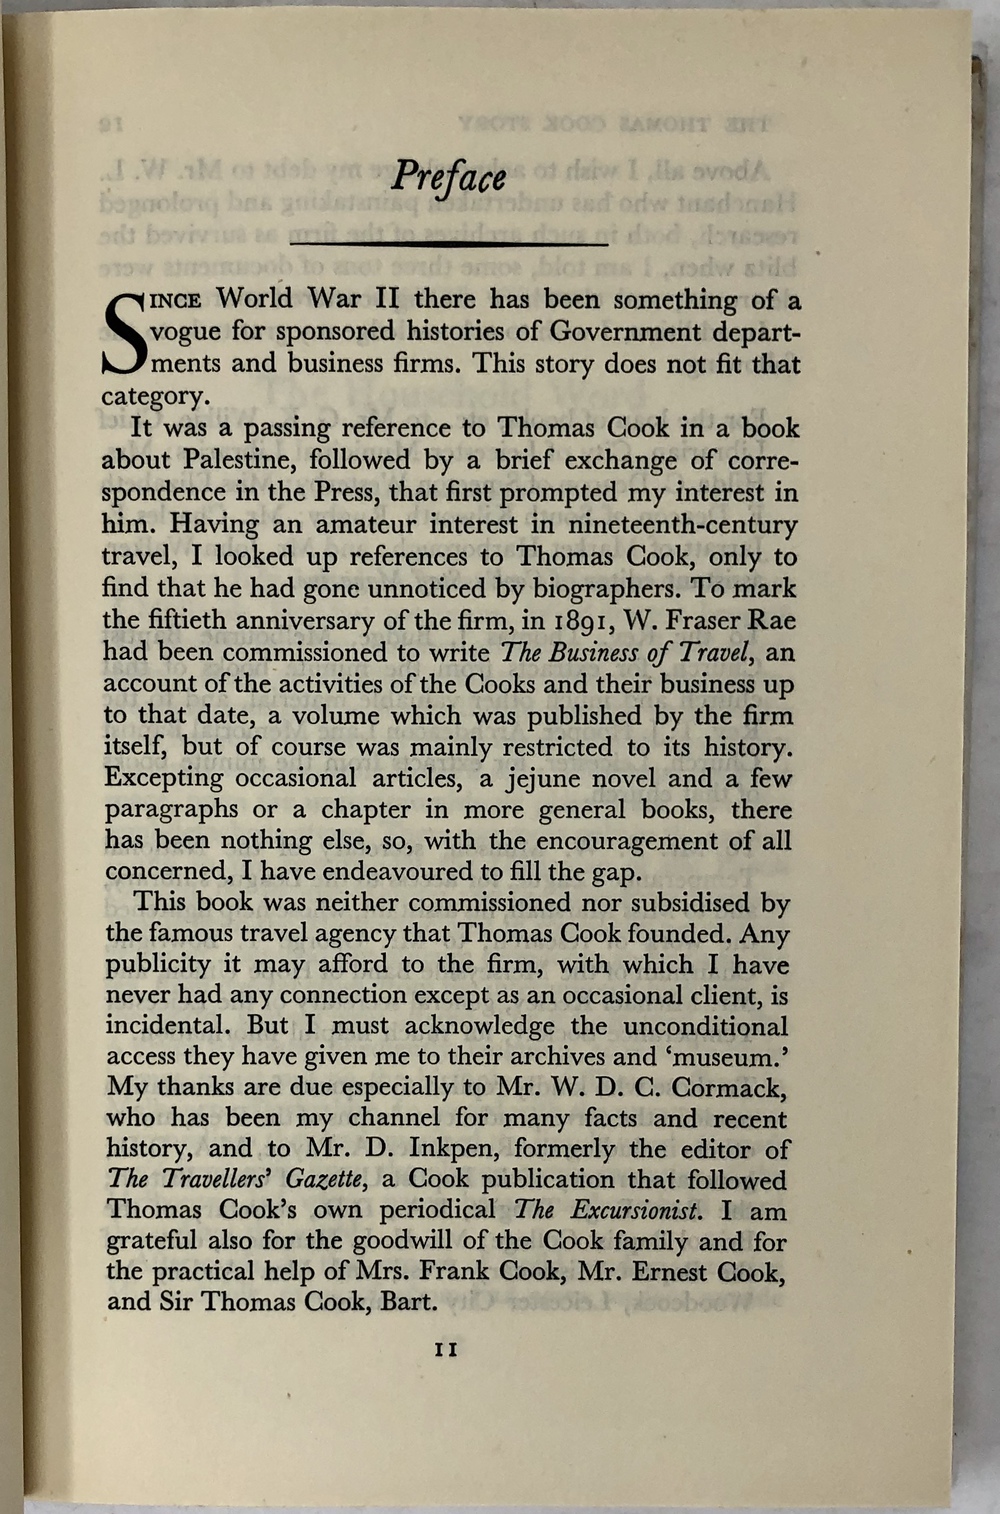 Preface
SINCE World War II there has been something of a
vogue for sponsored histories of Government depart-
ments and business firms. This story does not fit that
category.
It was a passing reference to Thomas Cook in a book
about Palestine, followed by a brief exchange of corre-
spondence in the Press, that first prompted my interest in
him. Having an amateur interest in nineteenth-century
travel, I looked up references to Thomas Cook, only to
find that he had gone unnoticed by biographers. To mark
the fiftieth anniversary of the firm, in 1891, W. Fraser Rae
had been commissioned to write The Business of Travel, an
account of the activities of the Cooks and their business up
to that date, a volume which was published by the firm
itself, but of course was mainly restricted to its history.
Excepting occasional articles, a jejune novel and a few
paragraphs or a chapter in more general books, there
has been nothing else, so, with the encouragement of all
concerned, I have endeavoured to fill the gap.
This book was neither commissioned nor subsidised by
the famous travel agency that Thomas Cook founded. Any
publicity it may afford to the firm, with which I have
never had any connection except as an occasional client, is
incidental. But I must acknowledge the unconditional
access they have given me to their archives and ‘museum.’
My thanks are due especially to Mr. W. D. C. Cormack,
who has been my channel for many facts and recent
history, and to Mr. D. Inkpen, formerly the editor of
The Travellers’ Gazette, a Cook publication that followed
Thomas Cook’s own periodical The Excursionist. I am
grateful also for the goodwill of the Cook family and for
the practical help of Mrs. Frank Cook, Mr. Ernest Cook,
and Sir Thomas Cook, Bart.
11